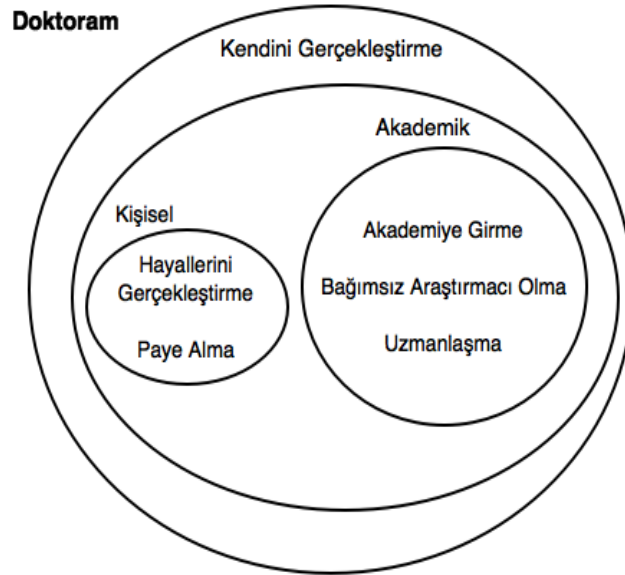 Doktoram
Kendini Gerçekleştirme
Akademik
Kişisel
Hayallerini
Gerçekleştirme
Paye Alma
Akademiye Girme
Bağımsız Araştırmacı Olma
Uzmanlaşma